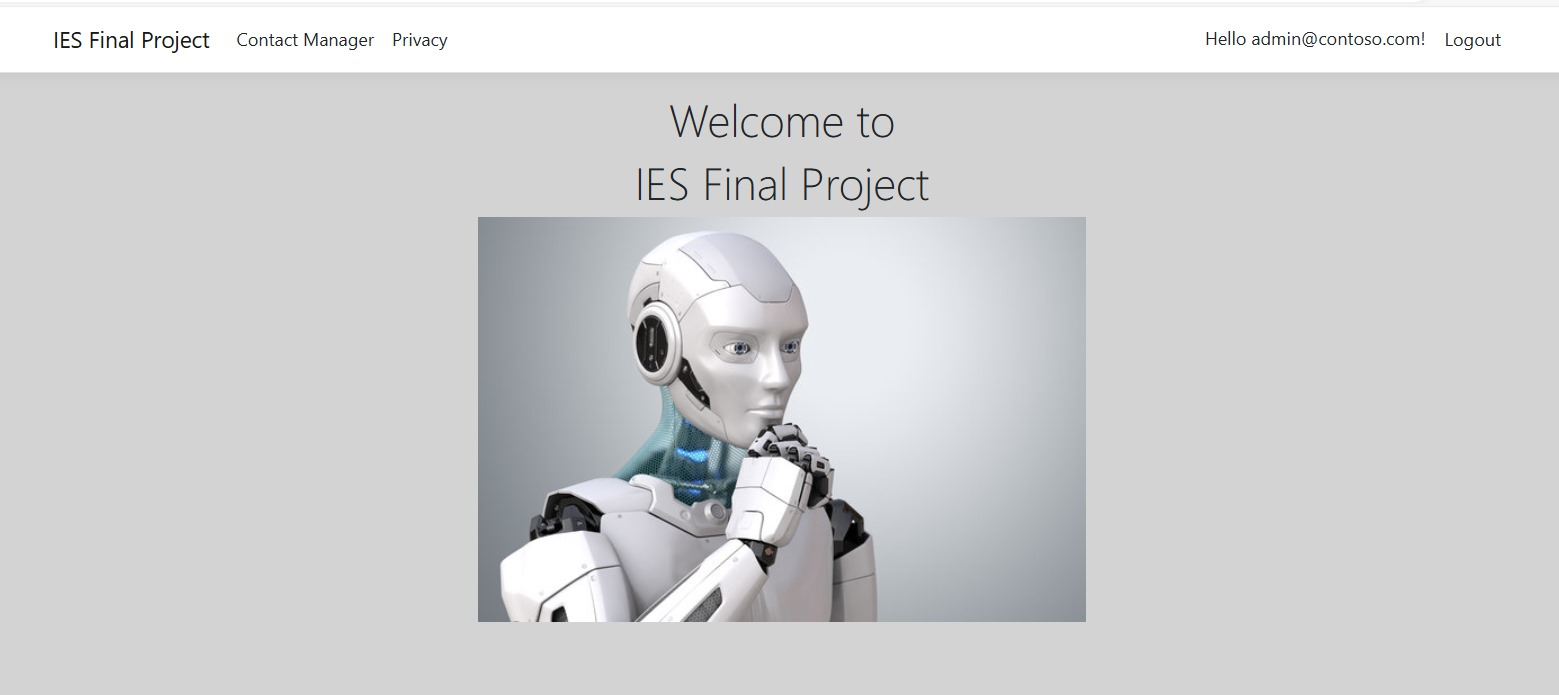 IES Final Project Contact Manager Privacy Hello admin@contoso.com! Logout
Welcome to
IES Final Project